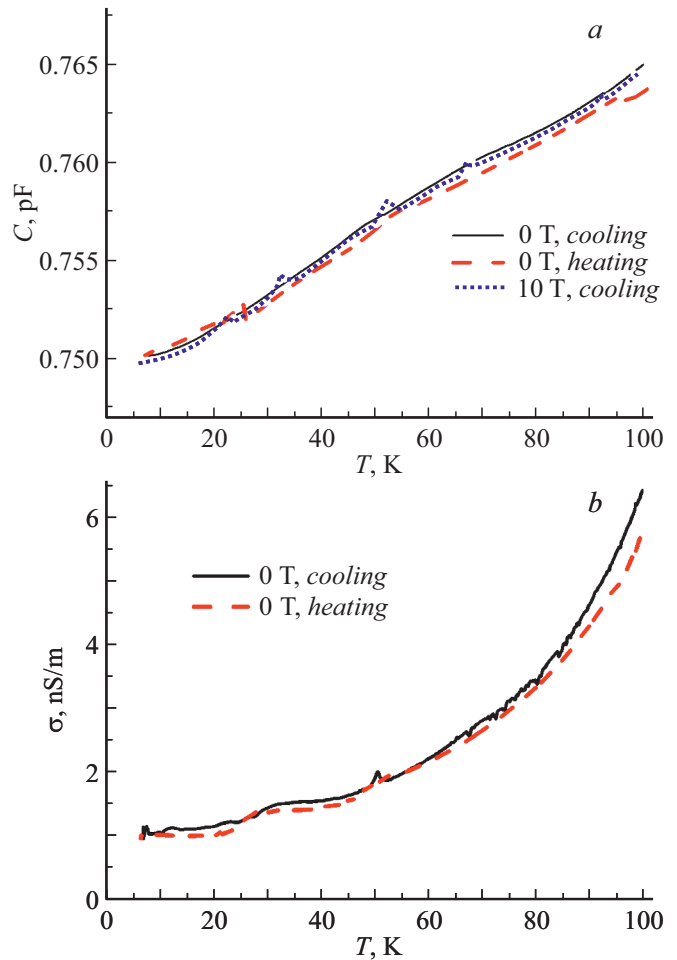 a
0.765
0.760
0.755
0.750
C, pF
0 T, cooling
0 T, heating
10 T, cooling
0 20 40 60 80 100
T, K
b
6
4
2
0
σ, nS/m
0 T, cooling
0 T, heating
0 20 40 60 80 100
T, K